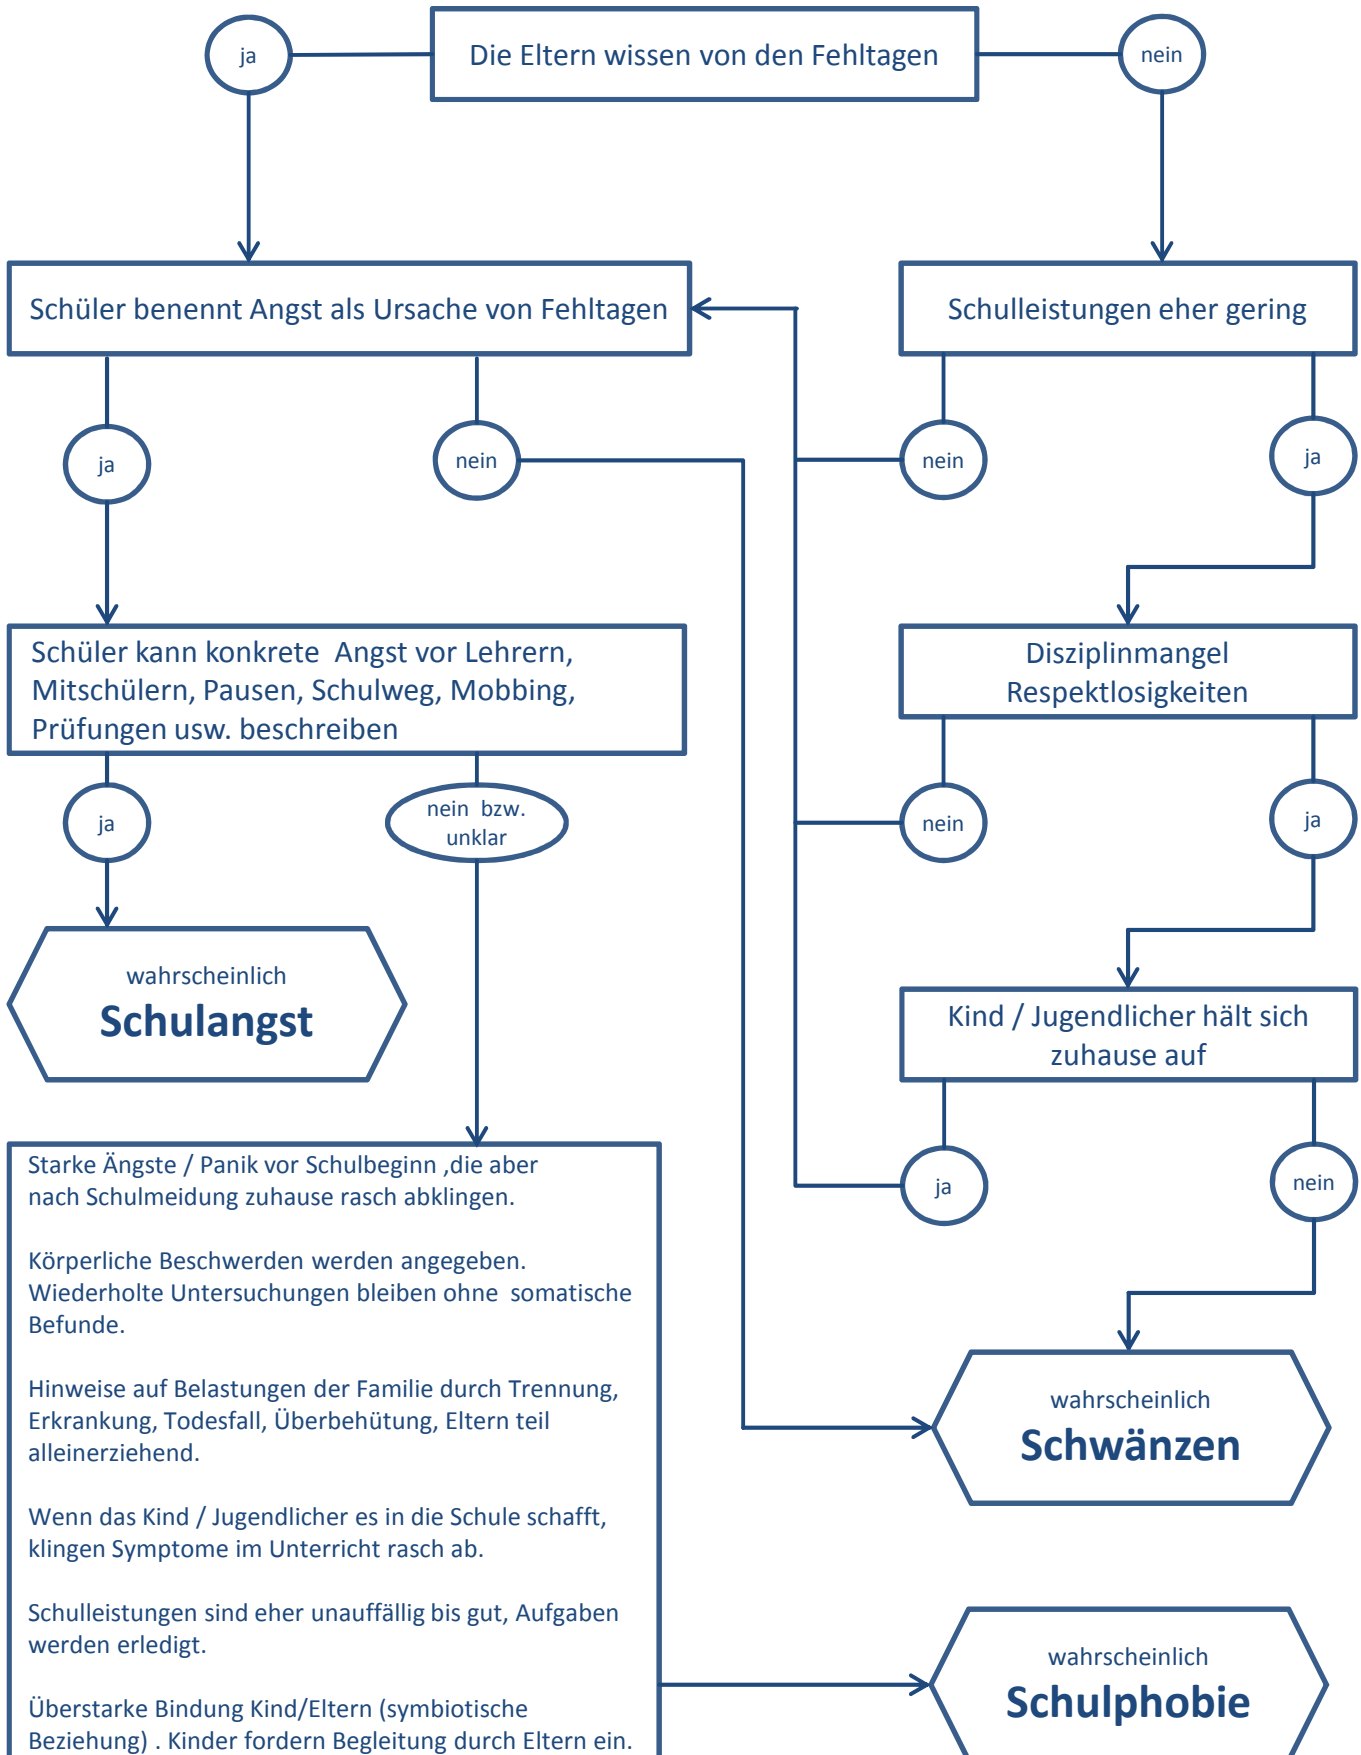 ja
Die Eltern wissen von den Fehltagen
nein
Schüler benennt Angst als Ursache von Fehltagen
Schulleistungen eher gering
ja
nein
nein
ja
Schüler kann konkrete Angst vor Lehrern,
Mitschülern, Pausen, Schulweg, Mobbing,
Prüfungen usw. beschreiben
Disziplinmangel
Respektlosigkeiten
ja
nein bzw.
unklar
nein
ja
wahrscheinlich
Schulangst
Kind / Jugendlicher hält sich
zuhause auf
ja
nein
Starke Ängste / Panik vor Schulbeginn ,die aber
nach Schulmeidung zuhause rasch abklingen.
Körperliche Beschwerden werden angegeben.
Wiederholte Untersuchungen bleiben ohne somatische
Befunde.
Hinweise auf Belastungen der Familie durch Trennung,
Erkrankung, Todesfall, Überbehütung, Eltern teil
alleinerziehend.
Wenn das Kind / Jugendlicher es in die Schule schafft,
klingen Symptome im Unterricht rasch ab.
Schulleistungen sind eher unauffällig bis gut, Aufgaben
werden erledigt.
Überstarke Bindung Kind/Eltern (symbiotische
Beziehung) . Kinder fordern Begleitung durch Eltern ein.
wahrscheinlich
Schwänzen
wahrscheinlich
Schulphobie